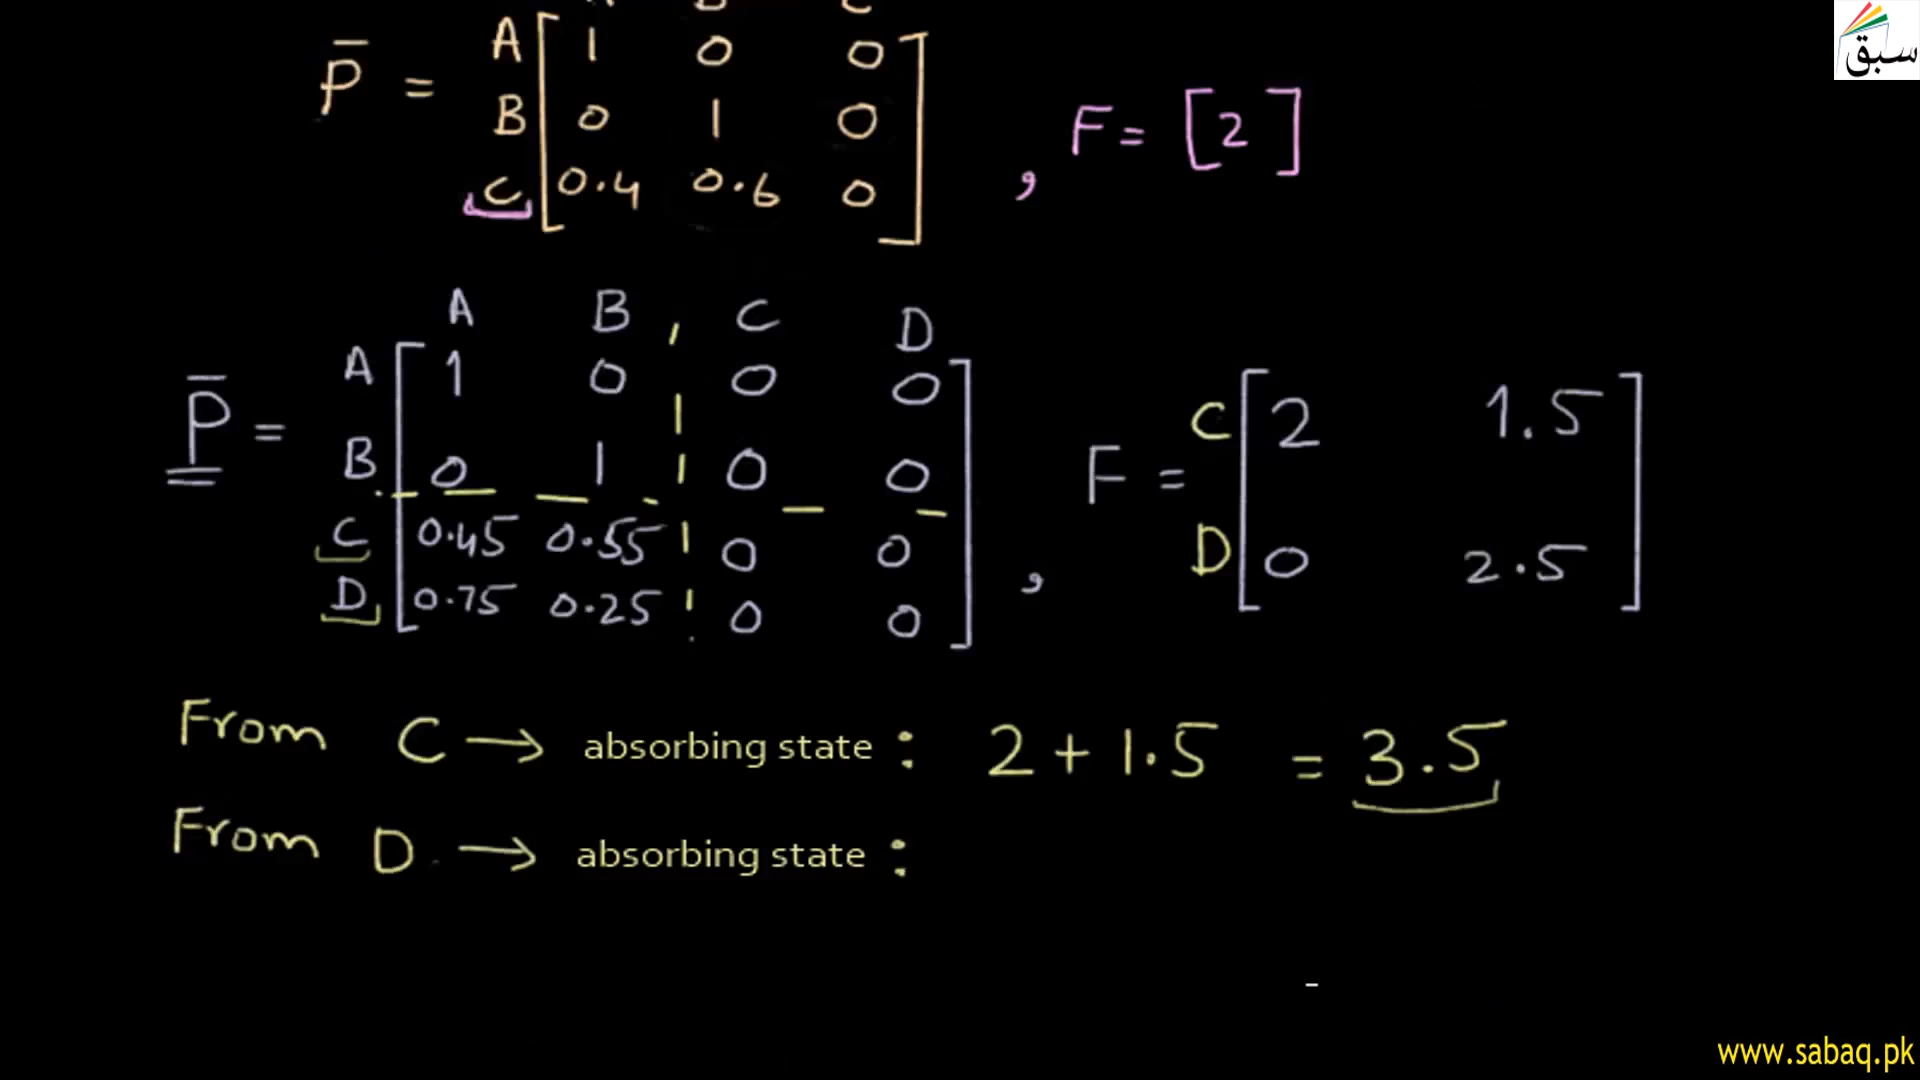 سبق
A 1 0 0
P̄ = B 0 1 0 , F = [2]
C 0.4 0.6 0
A B C D
A 1 0 0 0
P̄ = B 0 1 0 0
C 0.45 0.55 0 0
D 0.75 0.25 0 0
,
F =
C 2 1.5
D 0 2.5
From C → absorbing state : 2 + 1.5 = 3.5
From D → absorbing state :
www.sabaq.pk